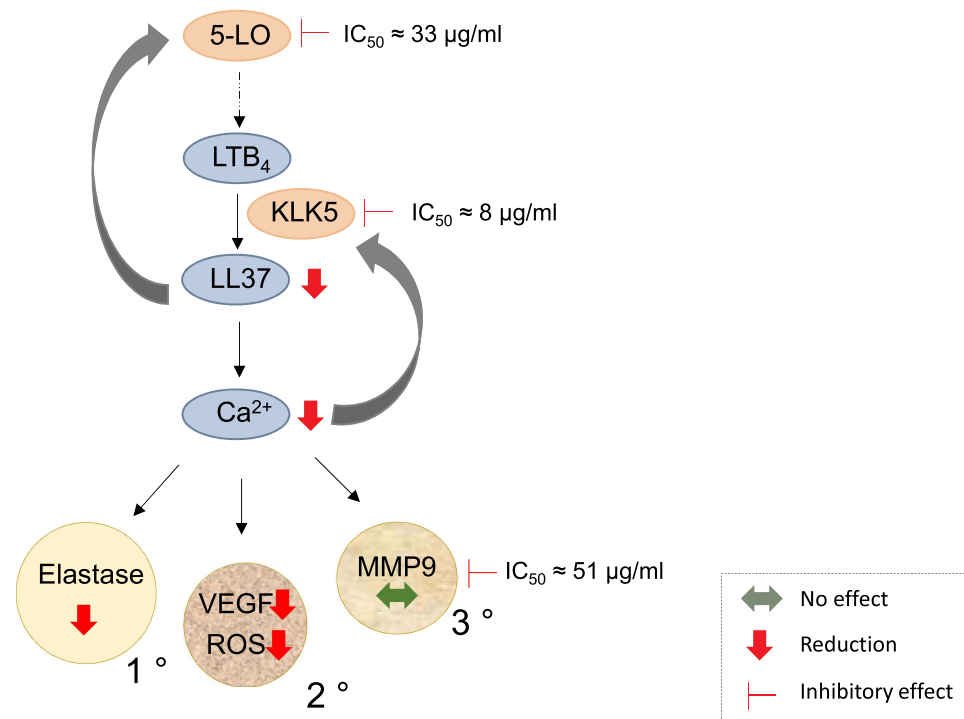 5-LO
IC50 ≈ 33 µg/ml
LTB4
KLK5
IC50 ≈ 8 µg/ml
LL37
Ca2+
Elastase
1 °
VEGF
ROS
2 °
MMP9
3 °
IC50 ≈ 51 µg/ml
No effect
Reduction
Inhibitory effect